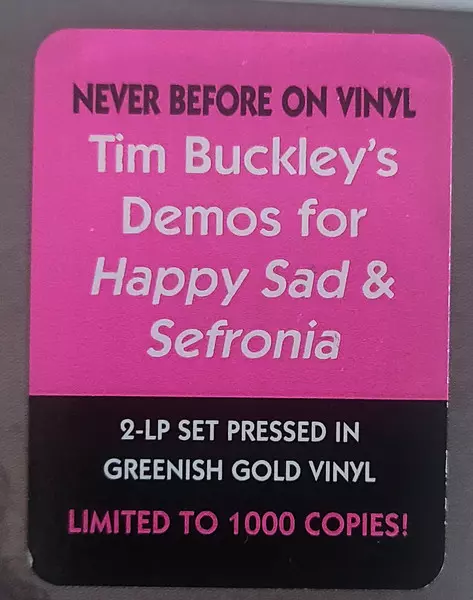 NEVER BEFORE ON VINYL
Tim Buckley's
Demos for
Happy Sad &
Sefronia
2-LP SET PRESSED IN
GREENISH GOLD VINYL
LIMITED TO 1000 COPIES!